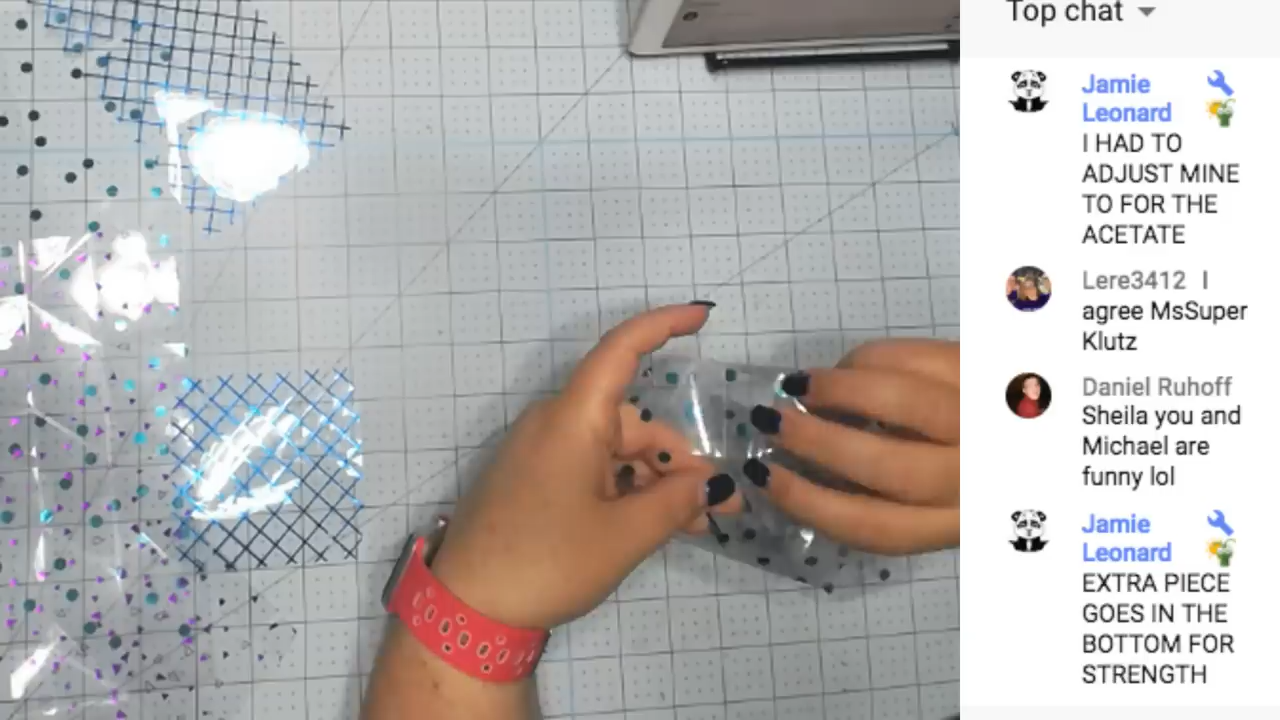 Top chat
Jamie
Leonard
I HAD TO
ADJUST MINE
TO FOR THE
ACETATE
Lere3412 I
agree MsSuper
Klutz
Daniel Ruhoff
Sheila you and
Michael are
funny lol
Jamie
Leonard
EXTRA PIECE
GOES IN THE
BOTTOM FOR
STRENGTH